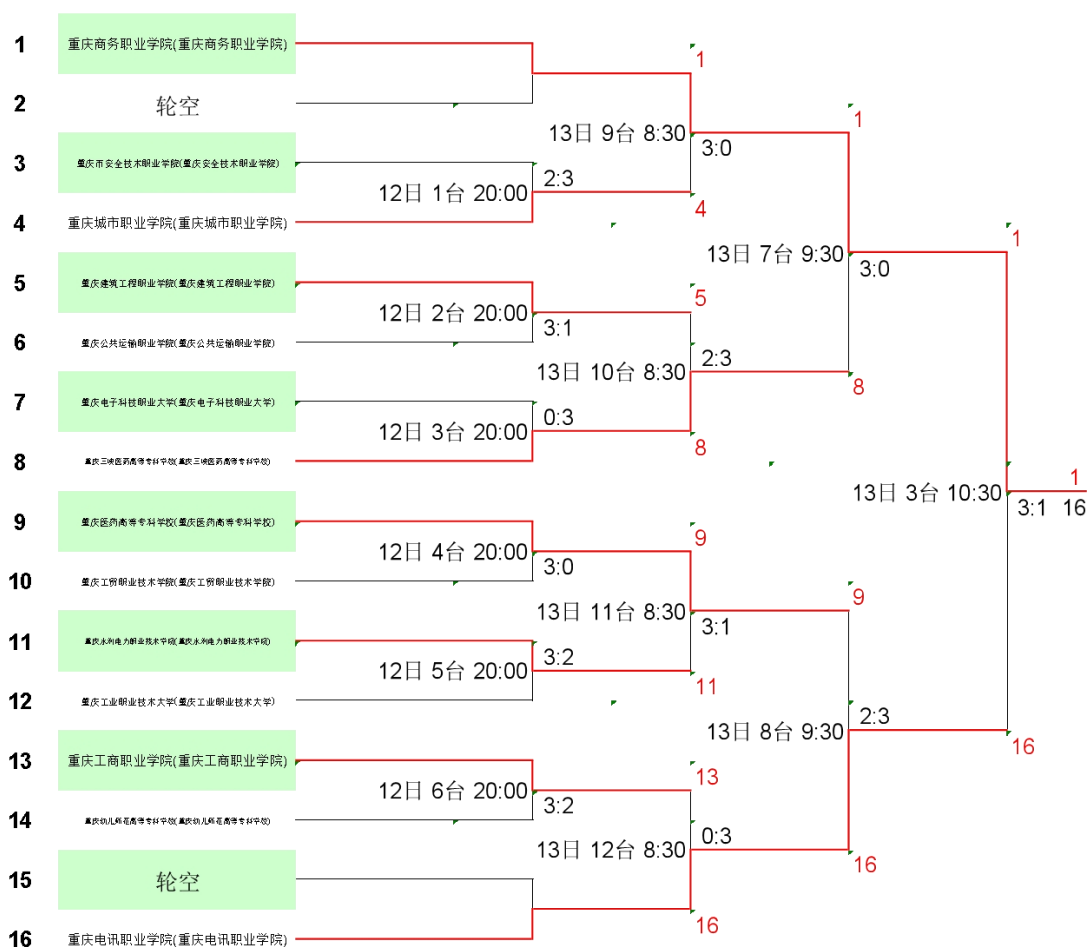 1 重庆商务职业学院(重庆商务职业学院)
1
2 轮空
1
13日 9台 8:30
3:0
3 重庆市安全技术职业学院(重庆安全技术职业学院)
2:3
12日 1台 20:00
4
4 重庆城市职业学院(重庆城市职业学院)
1
13日 7台 9:30
3:0
5 重庆建筑工程职业学院(重庆建筑工程职业学院)
5
12日 2台 20:00
3:1
6 重庆公共运输职业学院(重庆公共运输职业学院)
2:3
13日 10台 8:30
8
7 重庆电子科技职业大学(重庆电子科技职业大学)
0:3
12日 3台 20:00
8
8 重庆三峡医药高等专科学校(重庆三峡医药高等专科学校)
1
13日 3台 10:30
3:1 16
9 重庆医药高等专科学校(重庆医药高等专科学校)
9
12日 4台 20:00
3:0
10 重庆工贸职业技术学院(重庆工贸职业技术学院)
9
13日 11台 8:30
3:1
11 重庆水利电力职业技术学院(重庆水利电力职业技术学院)
3:2
12日 5台 20:00
11
12 重庆工业职业技术大学(重庆工业职业技术大学)
2:3
13日 8台 9:30
16
13 重庆工商职业学院(重庆工商职业学院)
13
12日 6台 20:00
3:2
14 重庆幼儿师范高等专科学校(重庆幼儿师范高等专科学校)
0:3
13日 12台 8:30
16
15 轮空
16
16 重庆电讯职业学院(重庆电讯职业学院)